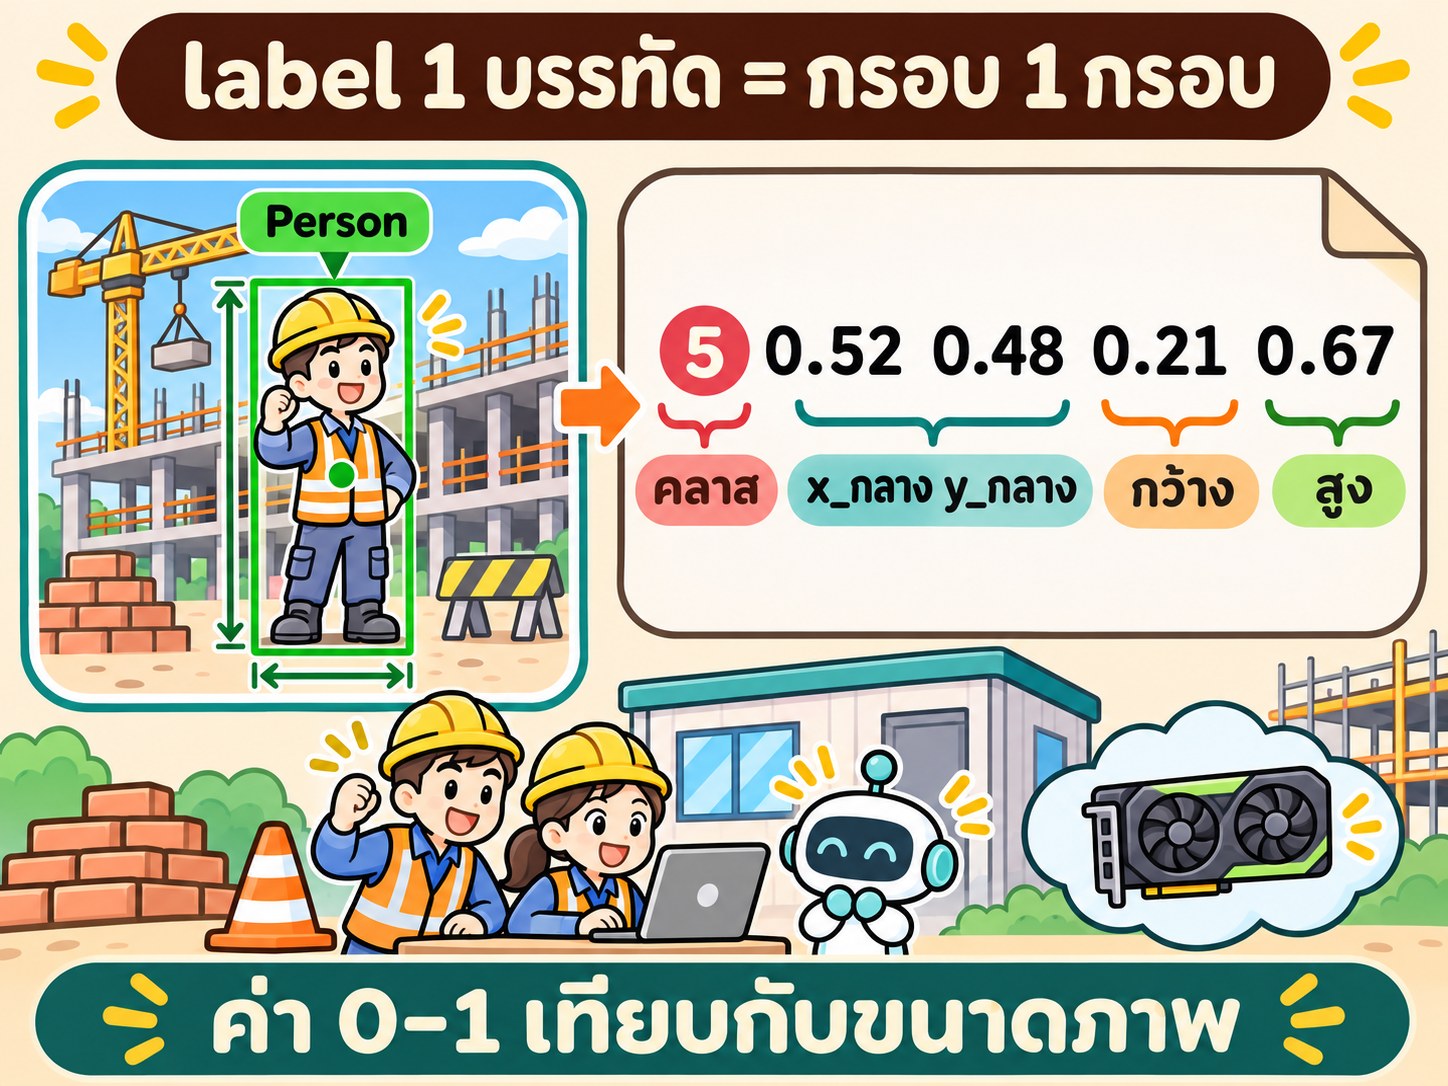 label 1 บรรทัด = กรอบ 1 กรอบ
Person
5 0.52 0.48 0.21 0.67
คลาส x_กลาง y_กลาง กว้าง สูง
ค่า 0-1 เทียบกับขนาดภาพ